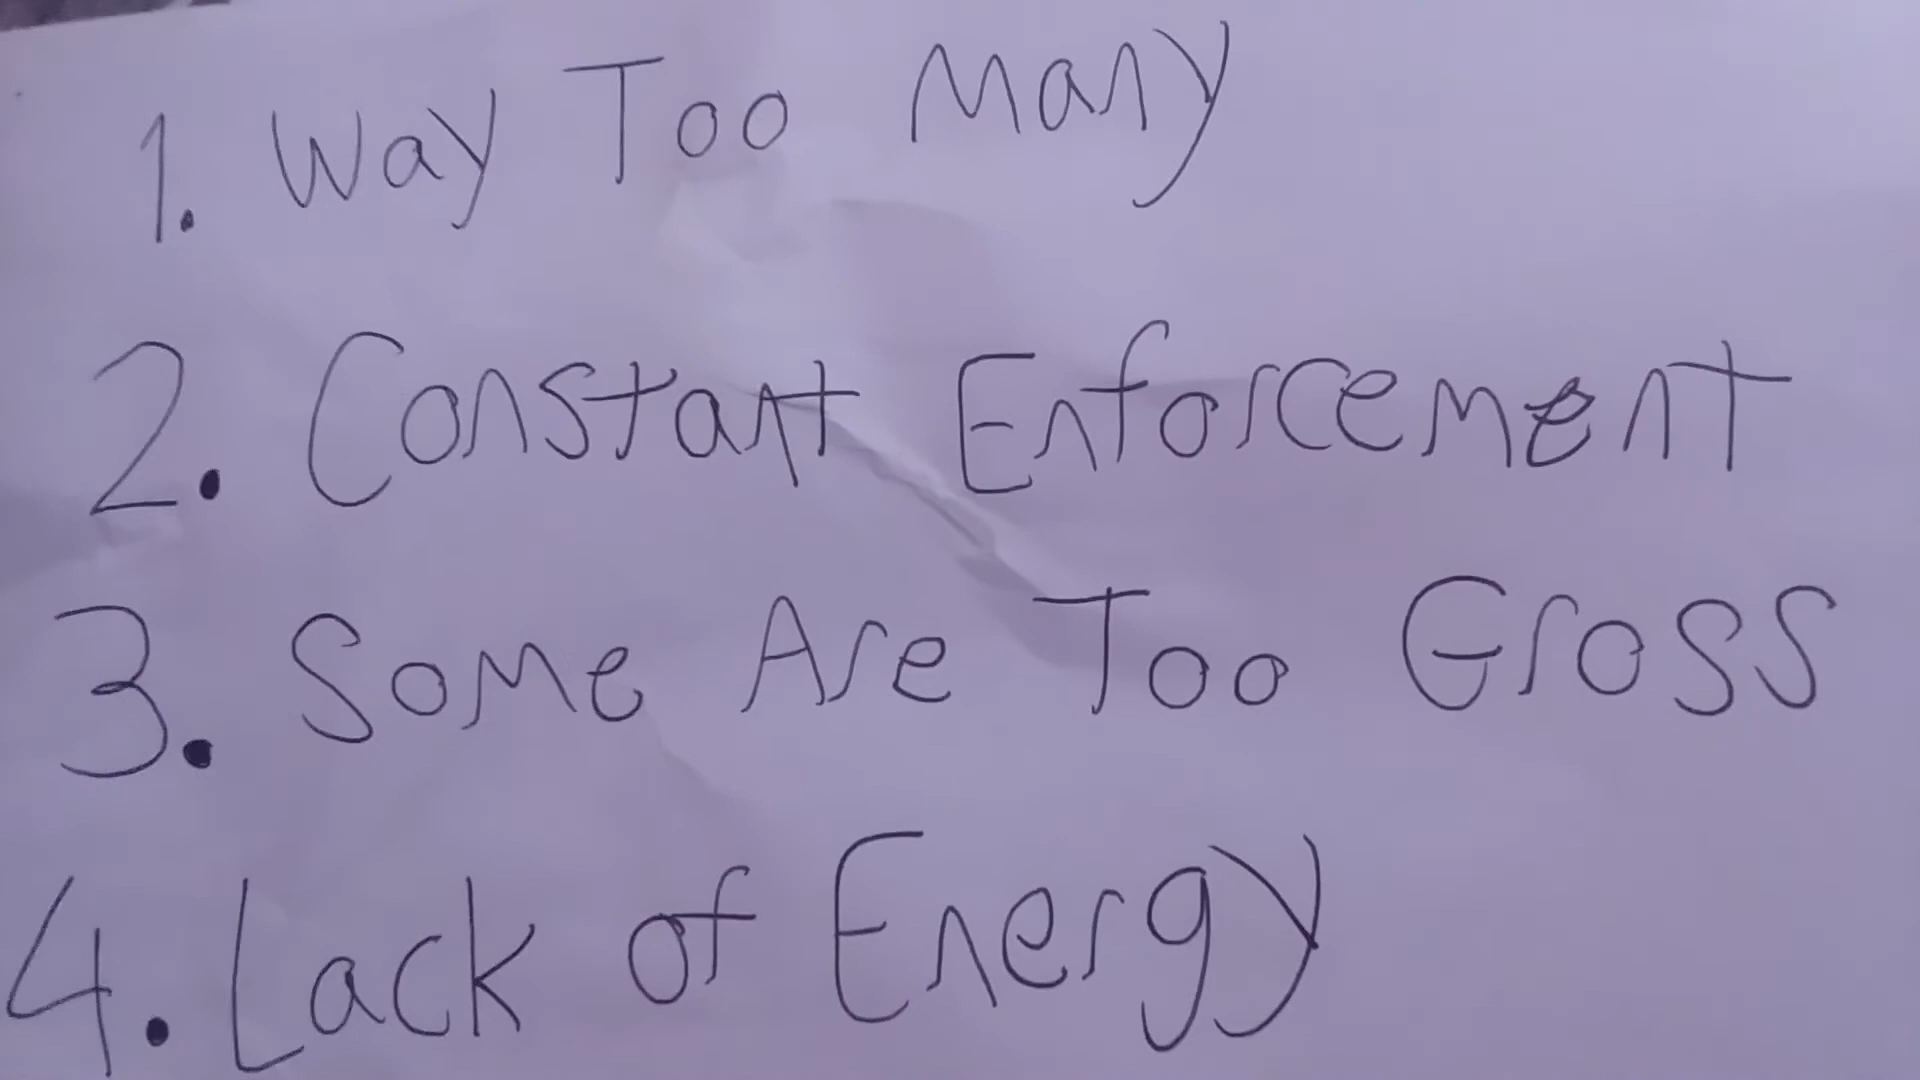 1. Way Too Many
2. Constant Enforcement
3. Some Are Too Gross
4. Lack of Energy